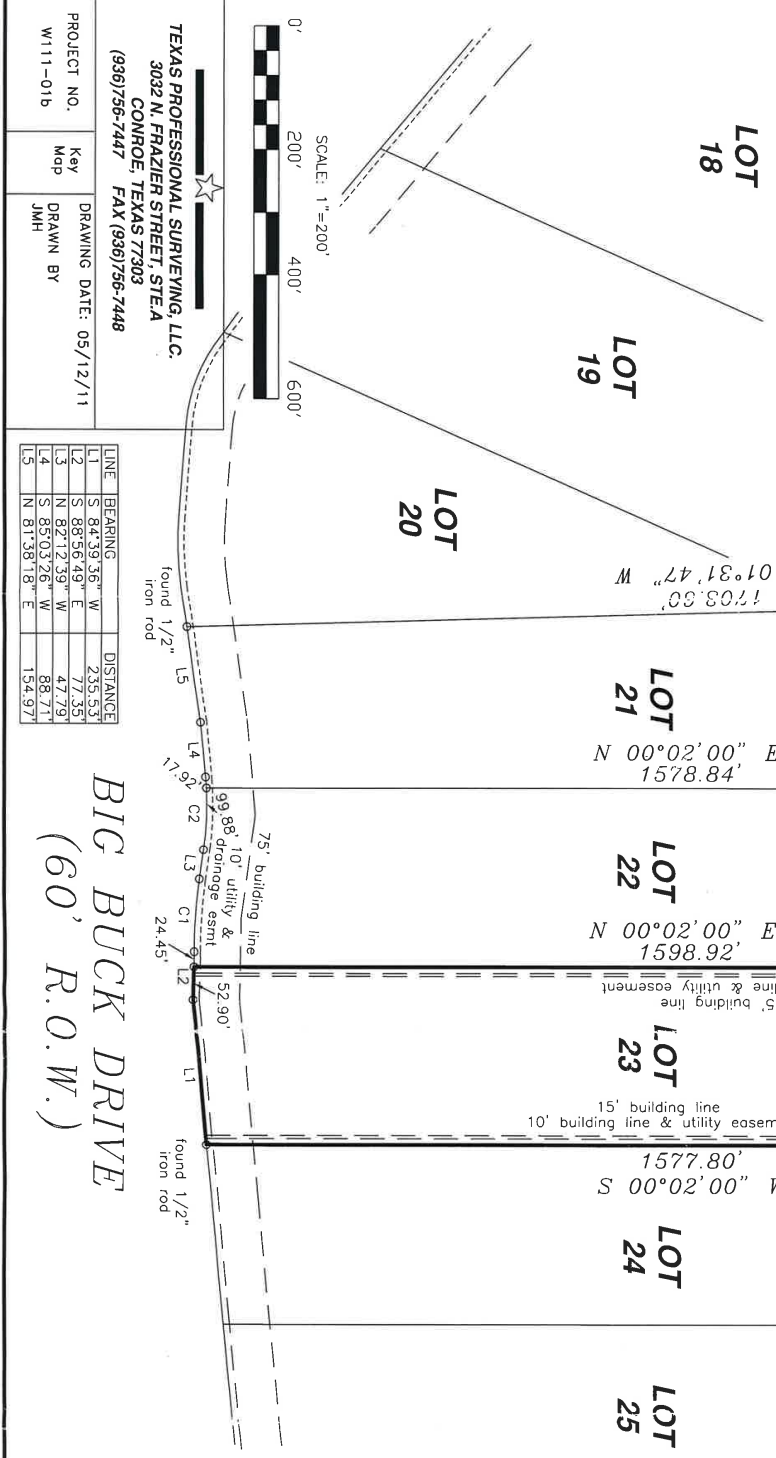 LOT
18
LOT
19
LOT
20
01°31'47" W
LOT
21
N 00°02'00" E
1578.84'
LOT
22
N 00°02'00" E
1598.92'
building line
line & utility easement
LOT
23
15' building line
10' building line & utility easem
1577.80'
S 00°02'00" W
LOT
24
LOT
25
SCALE: 1"=200'
0'
200'
400'
600'
found 1/2"
iron rod
L5
L4
17.92'
C2
99.88'
10' utility &
drainage esmt
75' building line
L3
C1
24.45'
L2
52.90'
L1
found 1/2"
iron rod
BIG BUCK DRIVE
(60' R.O.W.)
TEXAS PROFESSIONAL SURVEYING, LLC.
3032 N. FRAZIER STREET, STE.A
CONROE, TEXAS 77303
(936)756-7447 FAX (936)756-7448
PROJECT NO.
W111-01b
Key
Map
DRAWING DATE: 05/12/11
DRAWN BY
JMH
LINE BEARING DISTANCE
L1 S 84°39'36" W 235.53'
L2 S 88°56'49" E 77.35'
L3 N 82°12'39" W 47.79'
L4 S 85°03'26" W 88.71'
L5 N 81°38'18" E 154.97'